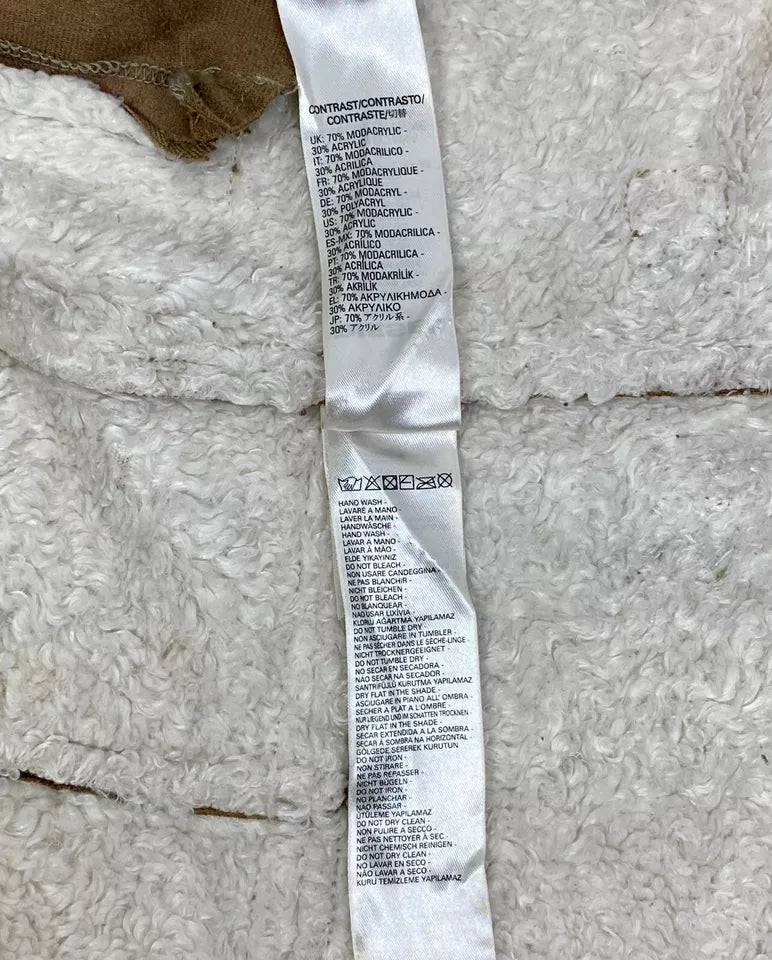 CONTRAST/CONTRASTO/
CONTRASTE/切替
UK: 70% MODACRYLIC -
30% ACRYLIC
IT: 70% MODACRILICO -
30% ACRILICA
FR: 70% MODACRYLIQUE -
30% ACRYLIQUE
DE: 70% MODACRYL -
30% POLYACRYL
US: 70% MODACRYLIC -
30% ACRYLIC
ES-MX: 70% MODACRILICA -
30% ACRÍLICO
PT: 70% MODACRILICA -
30% ACRÍLICA
TR: 70% MODAKRİLİK -
30% AKRİLİK
EL: 70% ΑΚΡΥΛΙΚΗΜΟΔΑ -
30% ΑΚΡΥΛΙΚΟ
JP: 70% アクリル系 -
30% アクリル
HAND WASH -
LAVARE A MANO -
LAVER LA MAIN -
HANDWÄSCHE -
HAND WASH -
LAVAR A MANO -
LAVAR À MÃO -
ELDE YIKAYINIZ
DO NOT BLEACH -
NON USARE CANDEGGINA -
NE PAS BLANCHIR -
NICHT BLEICHEN -
DO NOT BLEACH -
NO BLANQUEAR -
NAO USAR LIXÍVIA -
KLORLU AĞARTMA YAPILAMAZ
DO NOT TUMBLE DRY -
NON ASCIUGARE IN TUMBLER -
NE PAS SÈCHER DANS LE SÈCHE-LINGE -
NICHT TROCKNERGEEIGNET -
DO NOT TUMBLE DRY -
NO SECAR EN SECADORA -
NAO SECAR NA SECADOR -
SANTRİFÜJLÜ KURUTMA YAPILAMAZ
DRY FLAT IN THE SHADE -
ASCIUGARE IN PIANO ALL' OMBRA -
SECHER A PLAT A L'OMBRE -
NUR LIEGEND UND IM SCHATTEN TROCKNEN
DRY FLAT IN THE SHADE -
SECAR EXTENDIDA A LA SOMBRA -
SECAR À SOMBRA NA HORIZONTAL -
GÖLGEDE SEREREK KURUTUN
DO NOT IRON -
NON STIRARE -
NE PAS REPASSER -
NICHT BÜGELN -
DO NOT IRON -
NO PLANCHAR -
NAO PASSAR -
ÜTÜLEME YAPILAMAZ
DO NOT DRY CLEAN -
NON PULIRE A SECCO -
NE PAS NETTOYER À SEC -
NICHT CHEMISCH REINIGEN -
DO NOT DRY CLEAN -
NO LAVAR EN SECO -
NÃO LAVAR A SECO -
KURU TEMİZLEME YAPILAMAZ